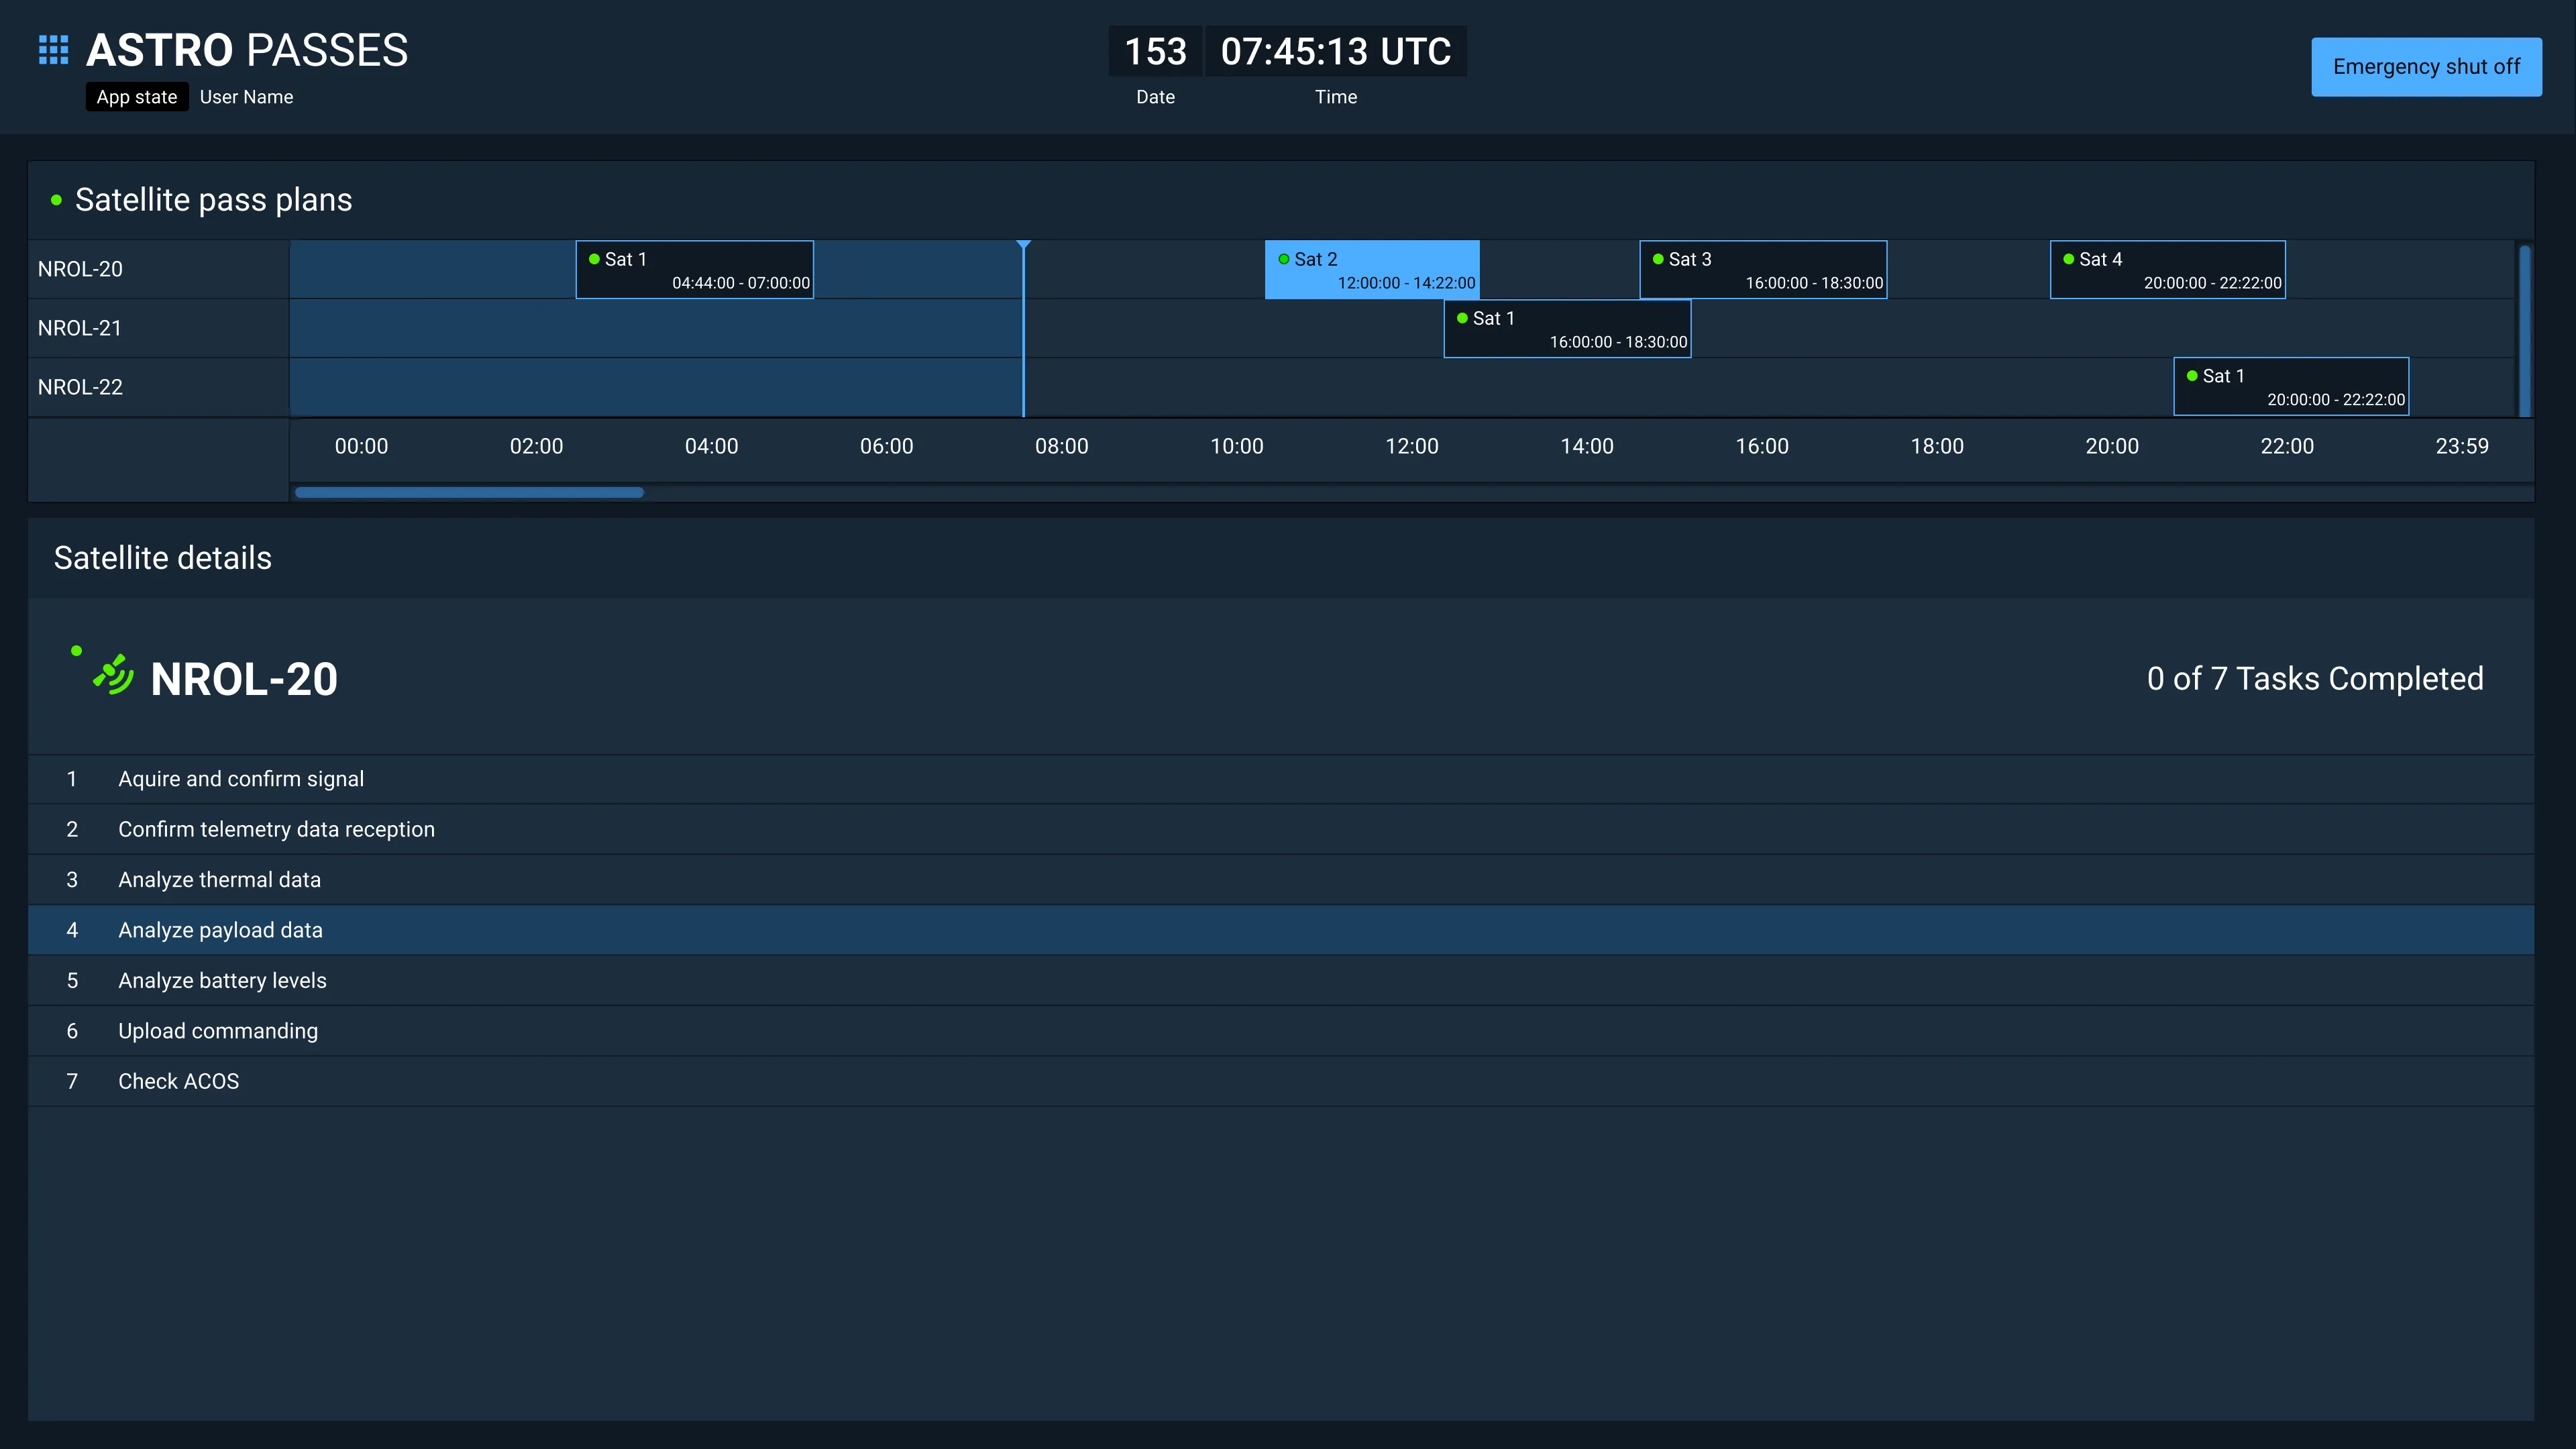 ASTRO PASSES
App state User Name
153 07:45:13 UTC
Date Time
Emergency shut off
Satellite pass plans
NROL-20
Sat 1
04:44:00 - 07:00:00
Sat 2
12:00:00 - 14:22:00
Sat 3
16:00:00 - 18:30:00
Sat 4
20:00:00 - 22:22:00
NROL-21
Sat 1
16:00:00 - 18:30:00
NROL-22
Sat 1
20:00:00 - 22:22:00
00:00 02:00 04:00 06:00 08:00 10:00 12:00 14:00 16:00 18:00 20:00 22:00 23:59
Satellite details
NROL-20
0 of 7 Tasks Completed
1 Aquire and confirm signal
2 Confirm telemetry data reception
3 Analyze thermal data
4 Analyze payload data
5 Analyze battery levels
6 Upload commanding
7 Check ACOS